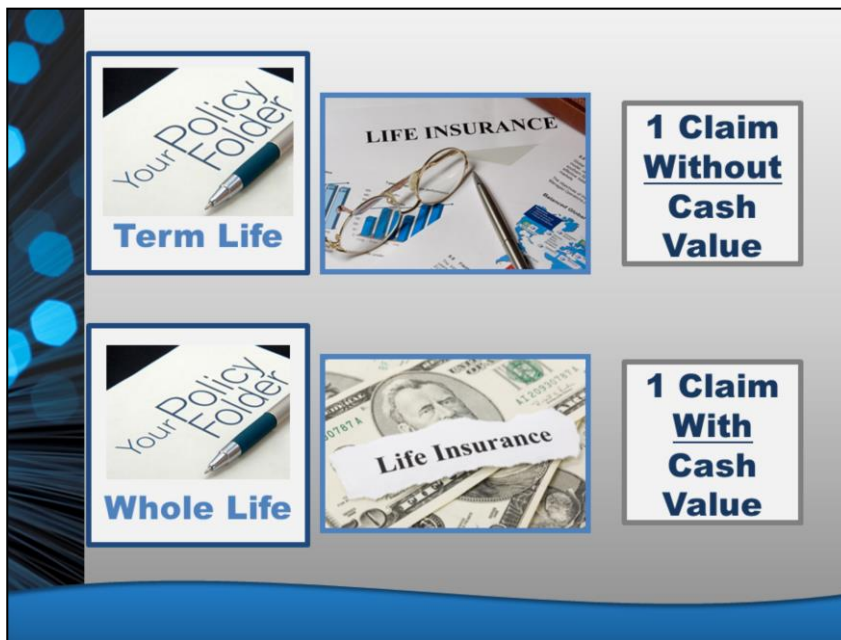 Your Policy
Folder
Term Life
LIFE INSURANCE
1 Claim
Without
Cash
Value
Your Policy
Folder
Whole Life
Life Insurance
1 Claim
With
Cash
Value